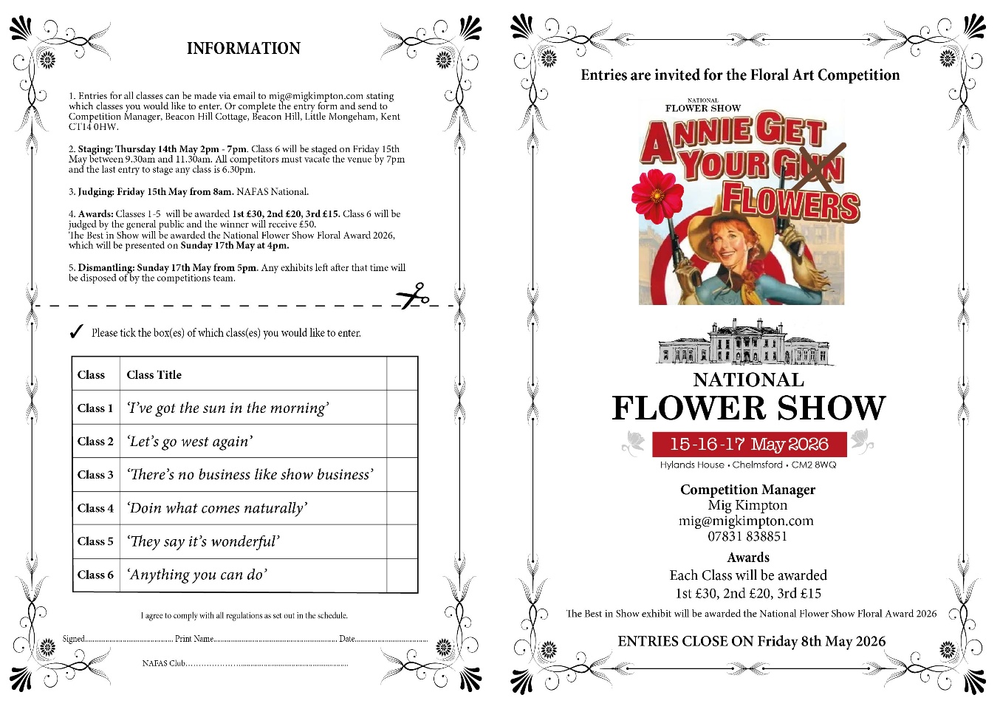 INFORMATION
1. Entries for all classes can be made via email to mig@migkimpton.com stating
which classes you would like to enter. Or complete the entry form and send to
Competition Manager, Beacon Hill Cottage, Beacon Hill, Little Mongeham, Kent
CT14 0HW.
2. Staging: Thursday 14th May 2pm - 7pm. Class 6 will be staged on Friday 15th
May between 9.30am and 11.30am. All competitors must vacate the venue by 7pm
and the last entry to stage any class is 6.30pm.
3. Judging: Friday 15th May from 8am. NAFAS National.
4. Awards: Classes 1-5 will be awarded 1st £30, 2nd £20, 3rd £15. Class 6 will be
judged by the general public and the winner will receive £50.
The Best in Show will be awarded the National Flower Show Floral Award 2026,
which will be presented on Sunday 17th May at 4pm.
5. Dismantling: Sunday 17th May from 5pm. Any exhibits left after that time will
be disposed of by the competitions team.
✓ Please tick the box(es) of which class(es) you would like to enter.
Class Class Title
Class 1 ‘I’ve got the sun in the morning’
Class 2 ‘Let’s go west again’
Class 3 ‘There’s no business like show business’
Class 4 ‘Doin what comes naturally’
Class 5 ‘They say it’s wonderful’
Class 6 ‘Anything you can do’
I agree to comply with all regulations as set out in the schedule.
Signed.......................................... Print Name............................................................ Date...................................
NAFAS Club..............................................................................
Entries are invited for the Floral Art Competition
NATIONAL
FLOWER SHOW
ANNIE GET
YOUR GUN
FLOWERS
NATIONAL
FLOWER SHOW
15-16-17 May 2026
Hylands House • Chelmsford • CM2 8WQ
Competition Manager
Mig Kimpton
mig@migkimpton.com
07831 838851
Awards
Each Class will be awarded
1st £30, 2nd £20, 3rd £15
The Best in Show exhibit will be awarded the National Flower Show Floral Award 2026
ENTRIES CLOSE ON Friday 8th May 2026